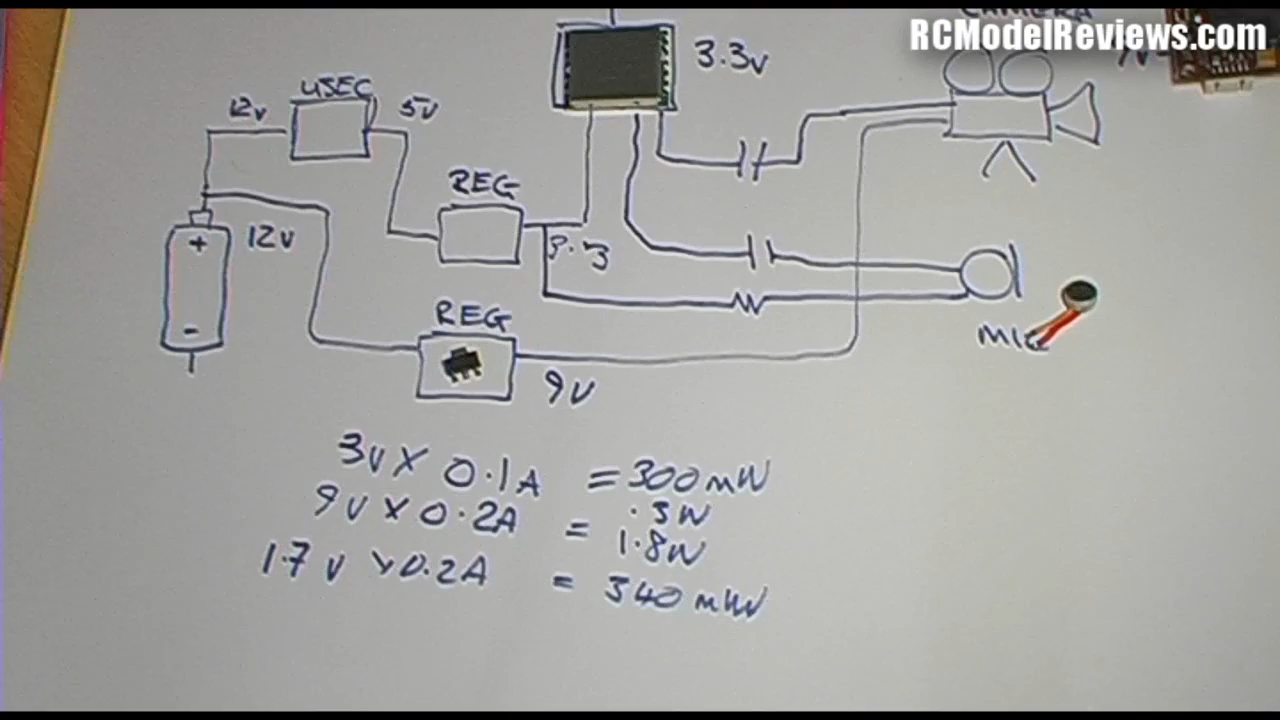 RCModelReviews.com
CAMERA
3.3v
USEC
12v
5v
REG
+
12v
3.3
-
REG
MIC
9V
3v X 0.1A = 300mW
.3W
9V X 0.2A = 1.8W
1.7v X 0.2A = 340mW